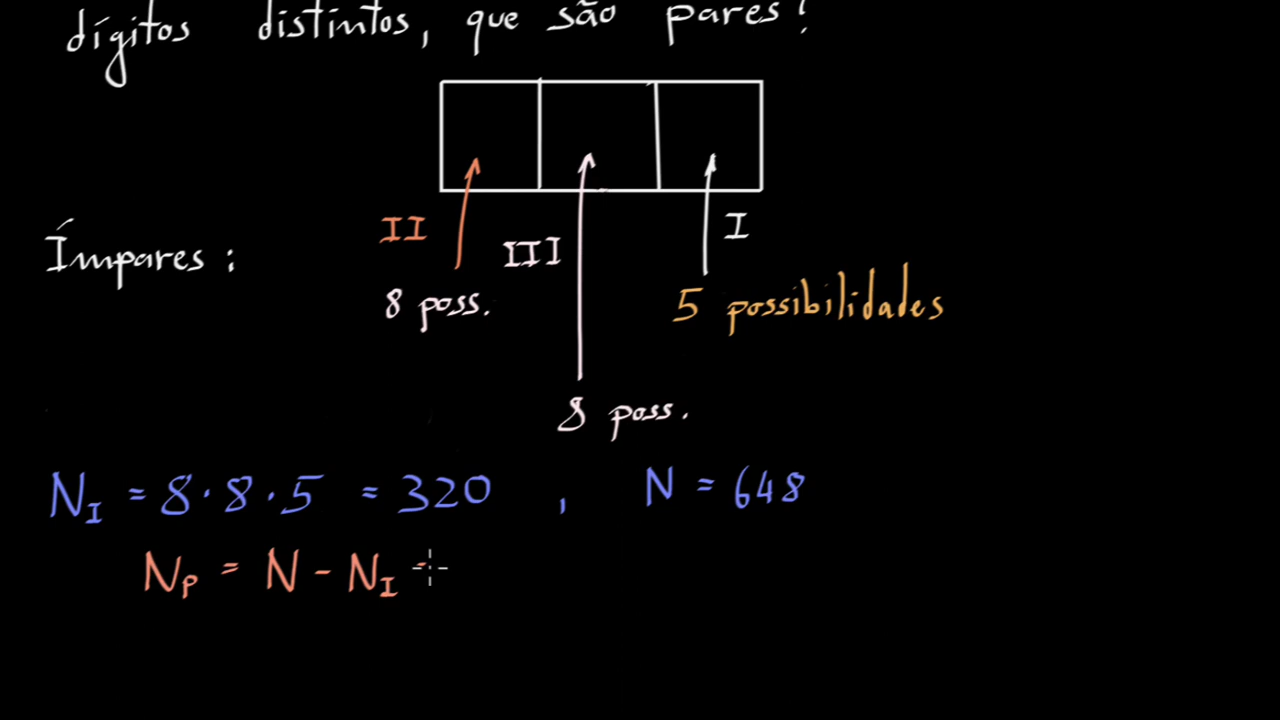 dígitos distintos, que são pares?
II
III
I
Ímpares :
8 poss.
5 possibilidades
8 poss.
N_I = 8 · 8 · 5 = 320 , N = 648
N_P = N - N_I =